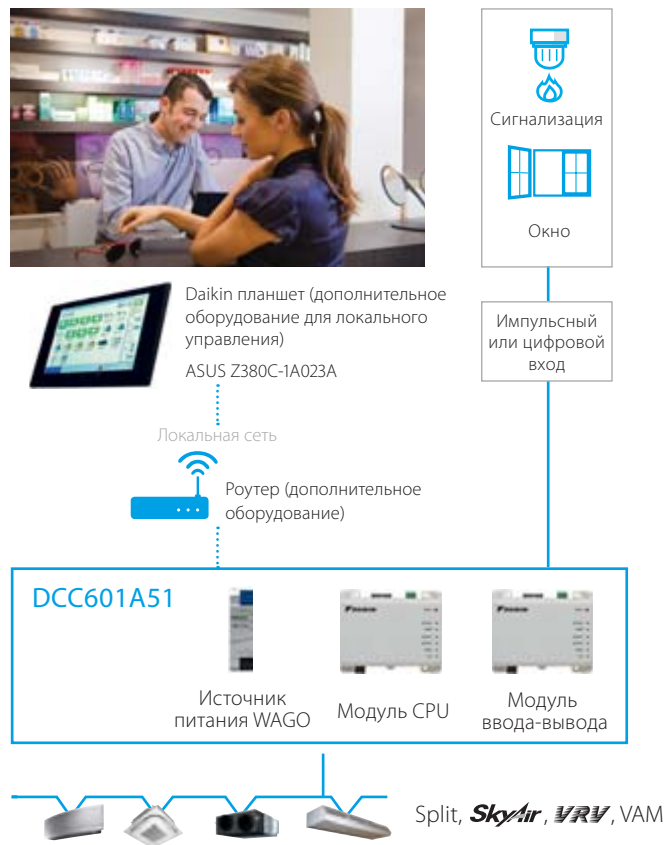 Сигнализация
Окно
Daikin планшет (дополнительное
оборудование для локального
управления)
ASUS Z380C-1A023A
Импульсный
или цифровой
вход
Локальная сеть
Роутер (дополнительное
оборудование)
DCC601A51
Источник
питания WAGO
Модуль CPU
Модуль
ввода-вывода
Split, SkyAir, VRV, VAM